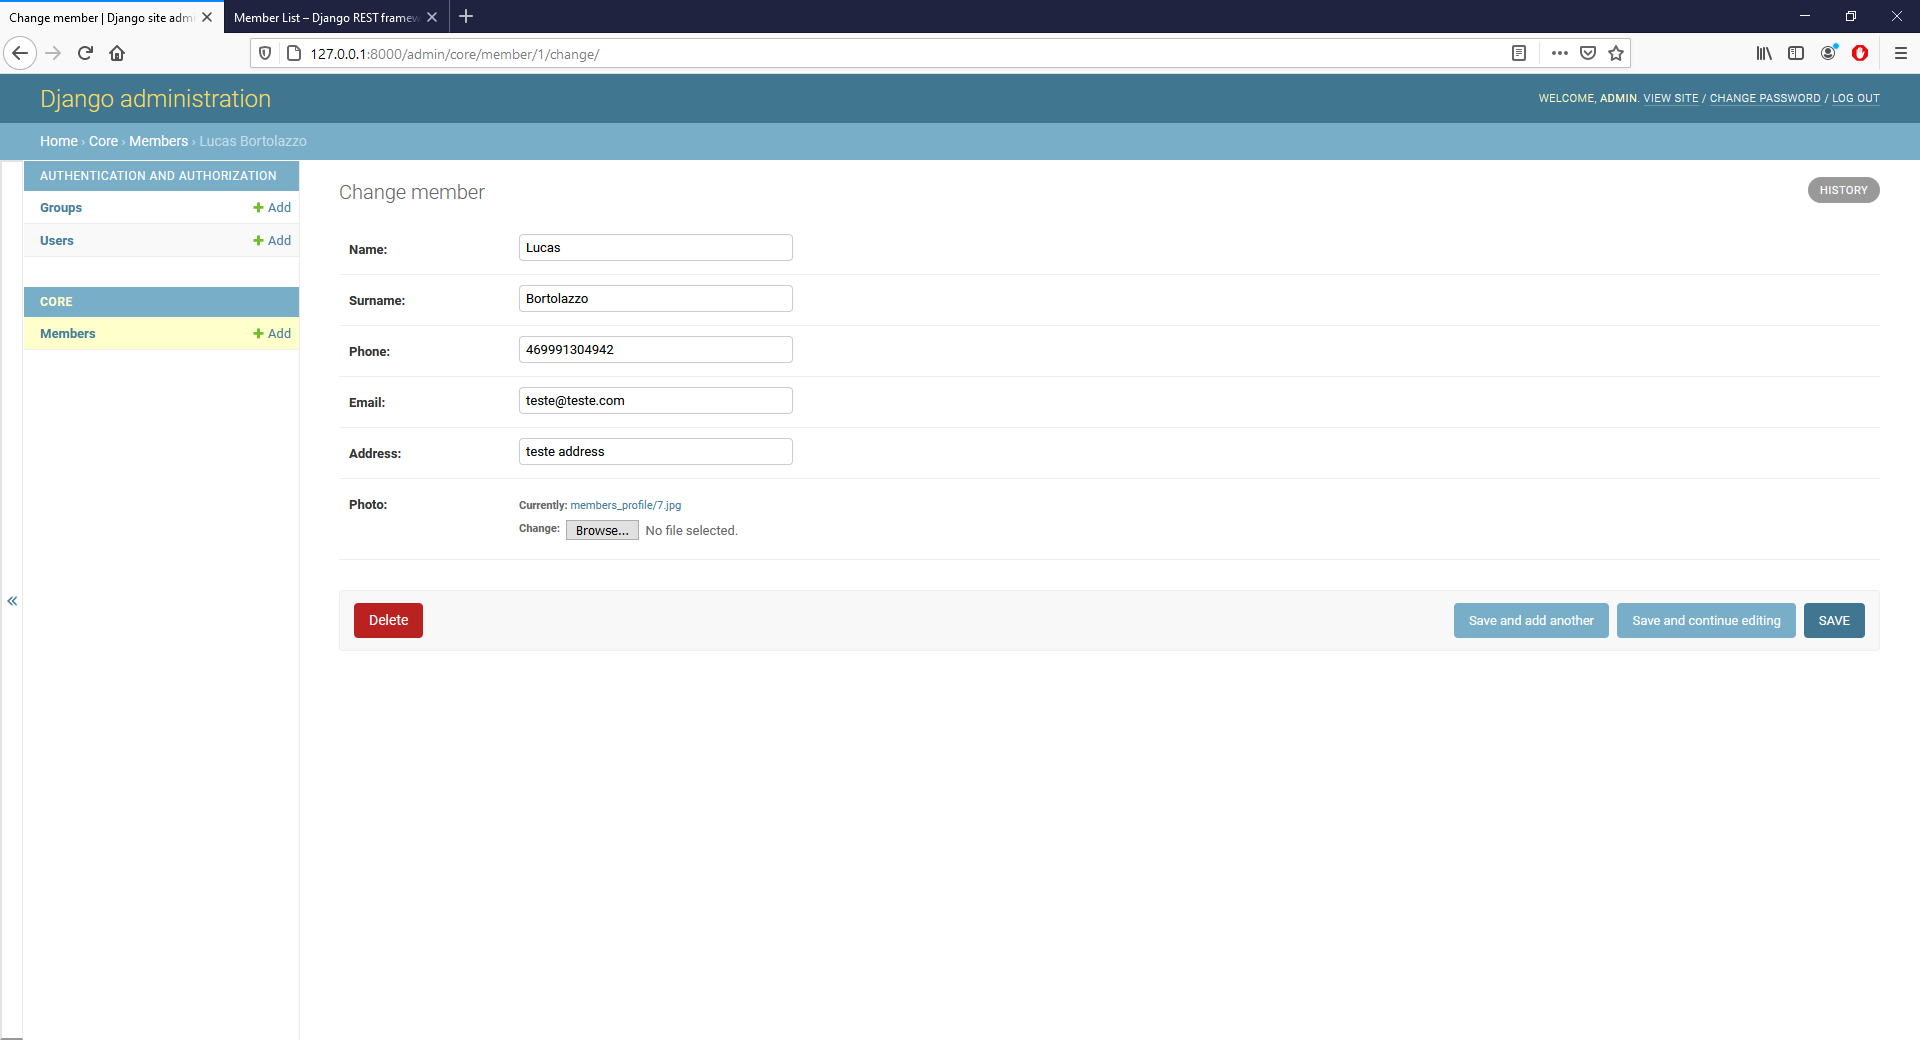 Change member | Django site admi
Member List – Django REST framew
127.0.0.1:8000/admin/core/member/1/change/
Django administration
WELCOME, ADMIN. VIEW SITE / CHANGE PASSWORD / LOG OUT
Home › Core › Members › Lucas Bortolazzo
AUTHENTICATION AND AUTHORIZATION
Groups
Add
Users
Add
CORE
Members
Add
Change member
HISTORY
Name:
Lucas
Surname:
Bortolazzo
Phone:
469991304942
Email:
teste@teste.com
Address:
teste address
Photo:
Currently: members_profile/7.jpg
Change: Browse... No file selected.
Delete
Save and add another
Save and continue editing
SAVE